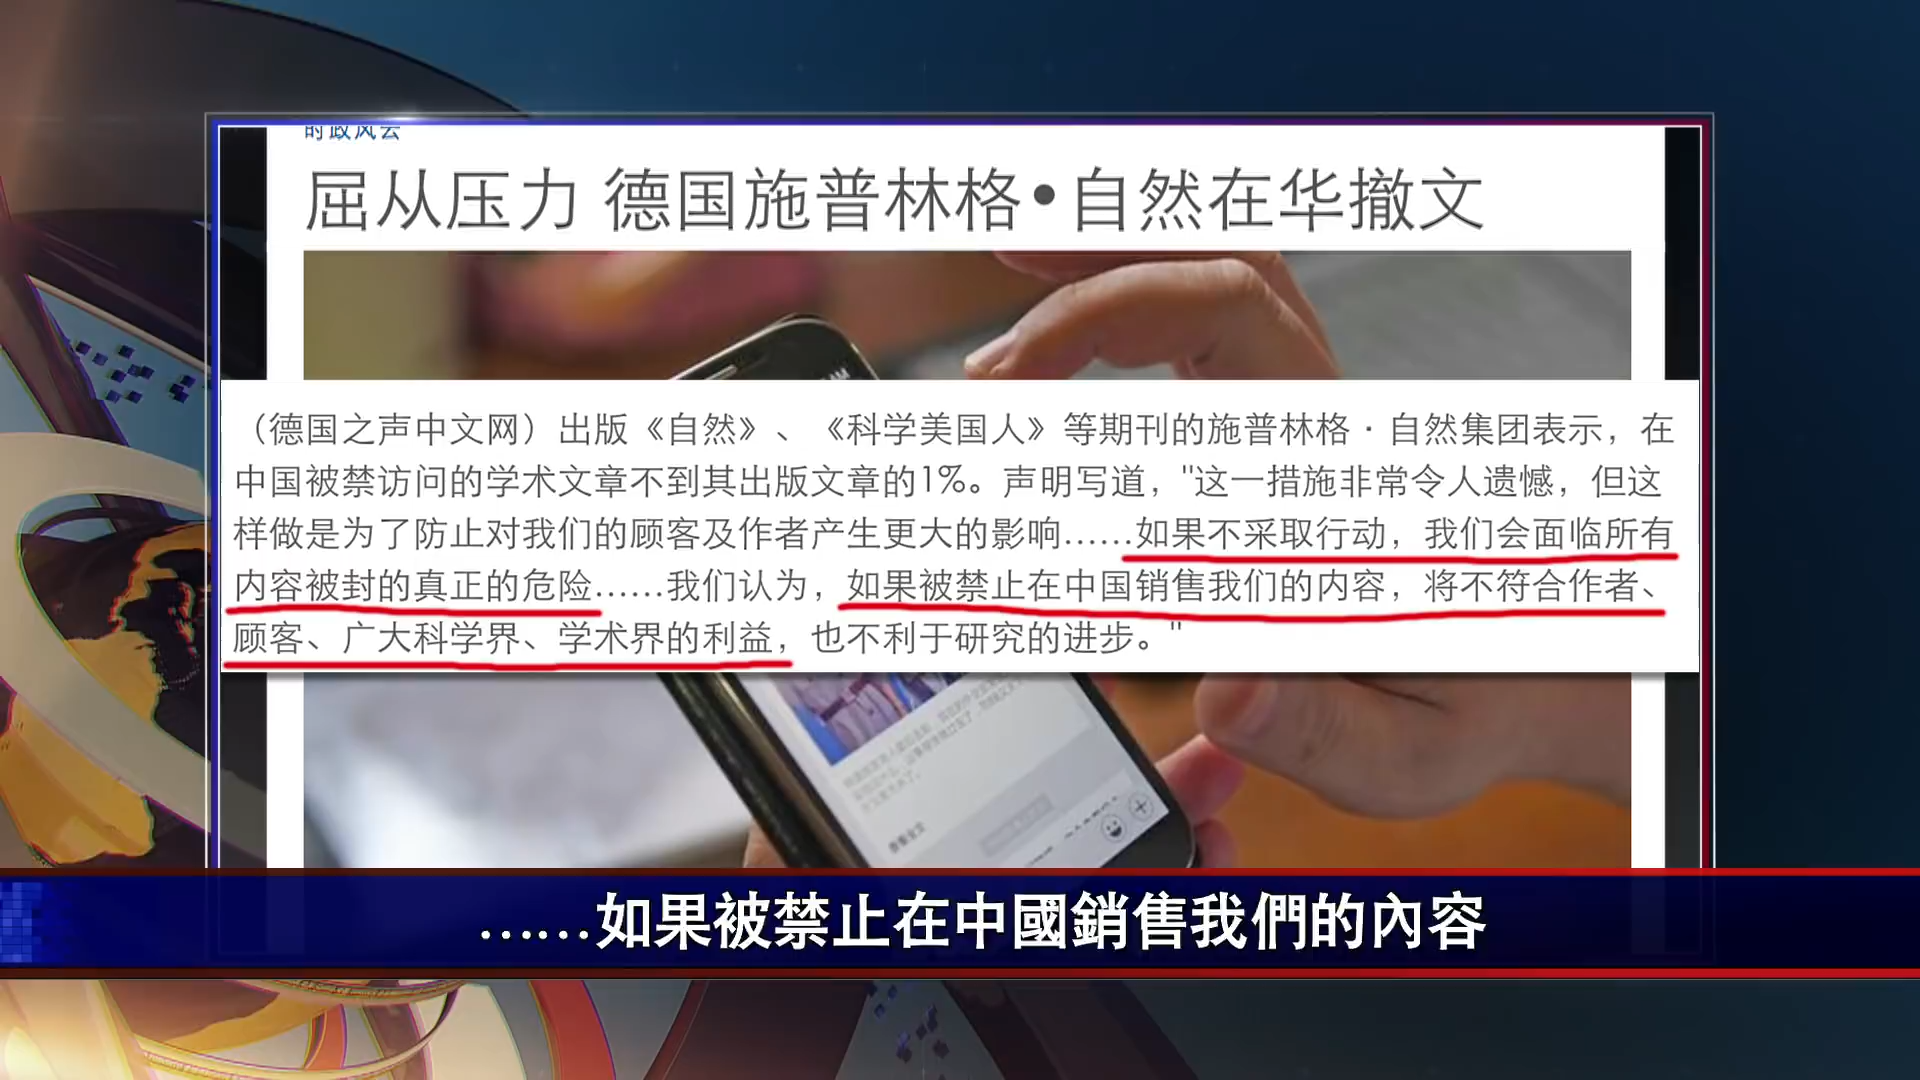 时政风云
屈从压力 德国施普林格•自然在华撤文
（德国之声中文网）出版《自然》、《科学美国人》等期刊的施普林格·自然集团表示，在
中国被禁访问的学术文章不到其出版文章的1%。声明写道，"这一措施非常令人遗憾，但这
样做是为了防止对我们的顾客及作者产生更大的影响……如果不采取行动，我们会面临所有
内容被封的真正的危险……我们认为，如果被禁止在中国销售我们的内容，将不符合作者、
顾客、广大科学界、学术界的利益，也不利于研究的进步。"
……如果被禁止在中國銷售我們的內容